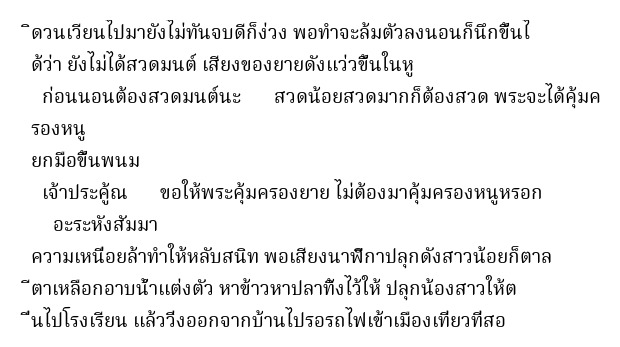 ิดวนเวียนไปมายังไม่ทันจบดีก็ง่วง พอทำจะล้มตัวลงนอนก็นึกขึ้นไ
ด้ว่า ยังไม่ได้สวดมนต์ เสียงของยายดังแว่วขึ้นในหู
ก่อนนอนต้องสวดมนต์นะ สวดน้อยสวดมากก็ต้องสวด พระจะได้คุ้มค
รองหนู
ยกมือขึ้นพนม
เจ้าประคู้ณ ขอให้พระคุ้มครองยาย ไม่ต้องมาคุ้มครองหนูหรอก
อะระหังสัมมา
ความเหนื่อยล้าทำให้หลับสนิท พอเสียงนาฬิกาปลุกดังสาวน้อยก็ตาล
ีตาเหลือกอาบน้ำแต่งตัว หาข้าวหาปลาทิ้งไว้ให้ ปลุกน้องสาวให้ต
ื่นไปโรงเรียน แล้ววิ่งออกจากบ้านไปรอรถไฟเข้าเมืองเที่ยวตีสอ